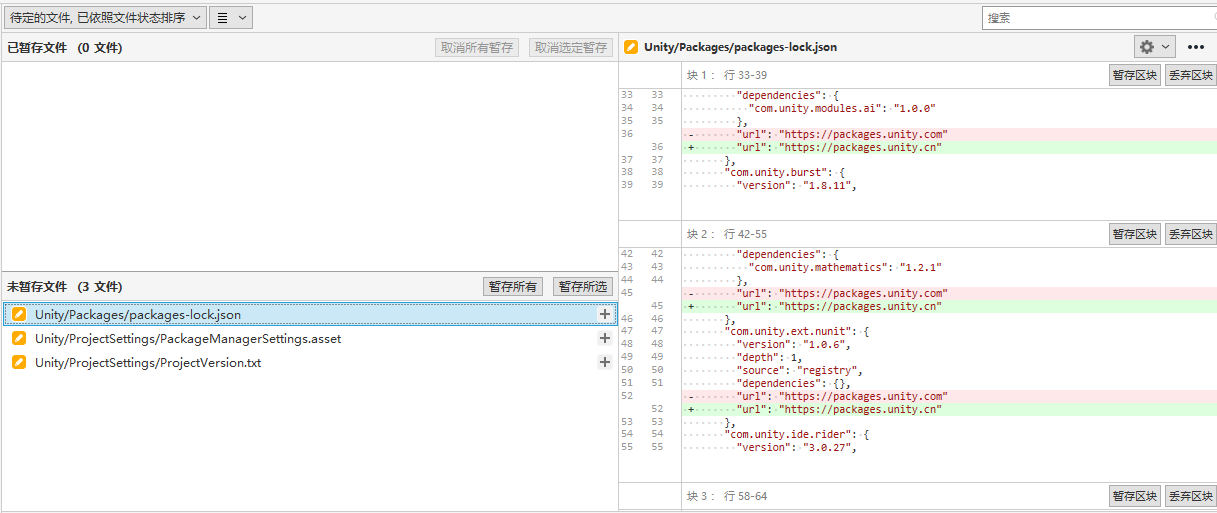 待定的文件, 已依照文件状态排序
搜索
已暂存文件 (0 文件)
取消所有暂存
取消选定暂存
未暂存文件 (3 文件)
暂存所有
暂存所选
Unity/Packages/packages-lock.json
Unity/ProjectSettings/PackageManagerSettings.asset
Unity/ProjectSettings/ProjectVersion.txt
Unity/Packages/packages-lock.json
块 1： 行 33-39
暂存区块
丢弃区块
33 33 "dependencies": {
34 34 "com.unity.modules.ai": "1.0.0"
35 35 },
36 - "url": "https://packages.unity.com"
36 + "url": "https://packages.unity.cn"
37 37 },
38 38 "com.unity.burst": {
39 39 "version": "1.8.11",
块 2： 行 42-55
暂存区块
丢弃区块
42 42 "dependencies": {
43 43 "com.unity.mathematics": "1.2.1"
44 44 },
45 - "url": "https://packages.unity.com"
45 + "url": "https://packages.unity.cn"
46 46 },
47 47 "com.unity.ext.nunit": {
48 48 "version": "1.0.6",
49 49 "depth": 1,
50 50 "source": "registry",
51 51 "dependencies": {},
52 - "url": "https://packages.unity.com"
52 + "url": "https://packages.unity.cn"
53 53 },
54 54 "com.unity.ide.rider": {
55 55 "version": "3.0.27",
块 3： 行 58-64
暂存区块
丢弃区块